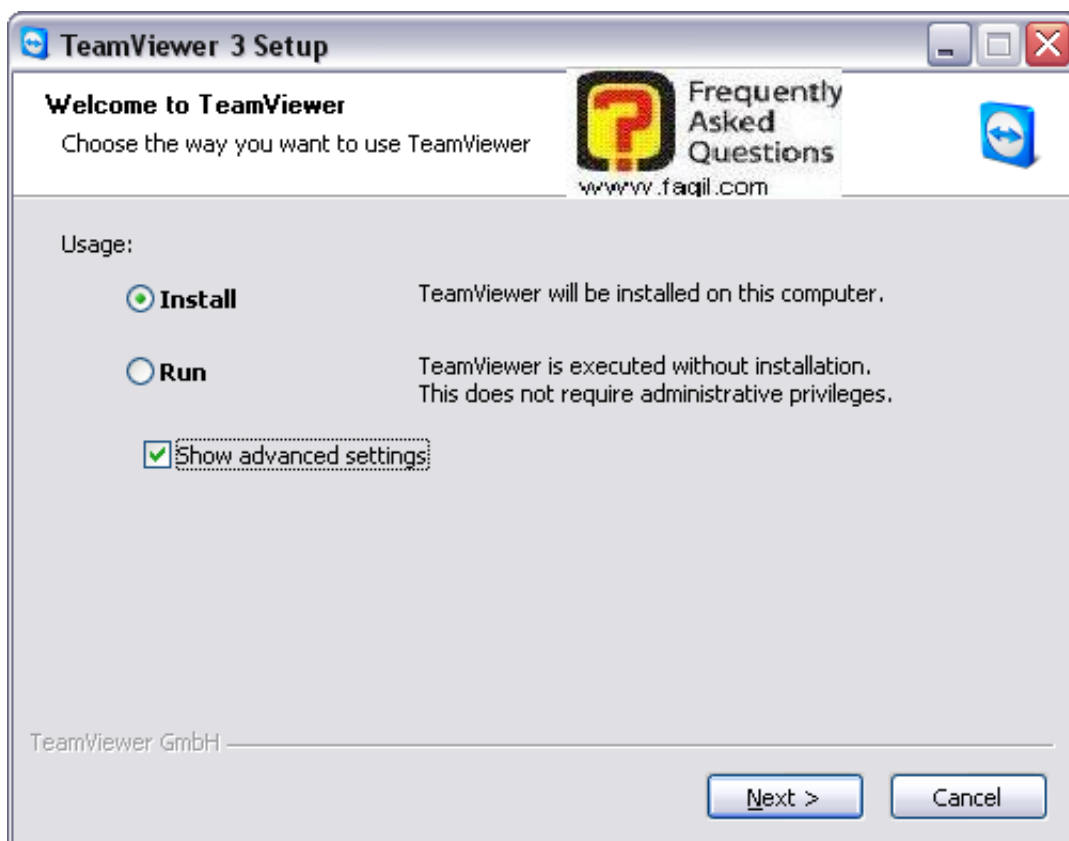 TeamViewer 3 Setup
Welcome to TeamViewer
Choose the way you want to use TeamViewer
Frequently
Asked
Questions
www.faqil.com
Usage:
Install
TeamViewer will be installed on this computer.
Run
TeamViewer is executed without installation.
This does not require administrative privileges.
Show advanced settings
TeamViewer GmbH
Next >
Cancel